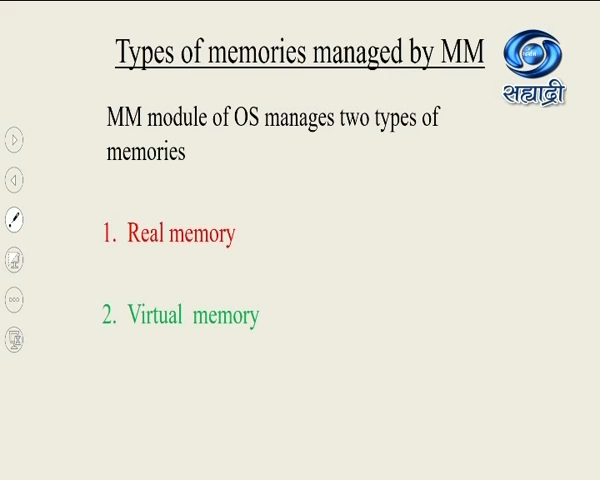 Types of memories managed by MM
सह्याद्री
MM module of OS manages two types of
memories
1. Real memory
2. Virtual memory